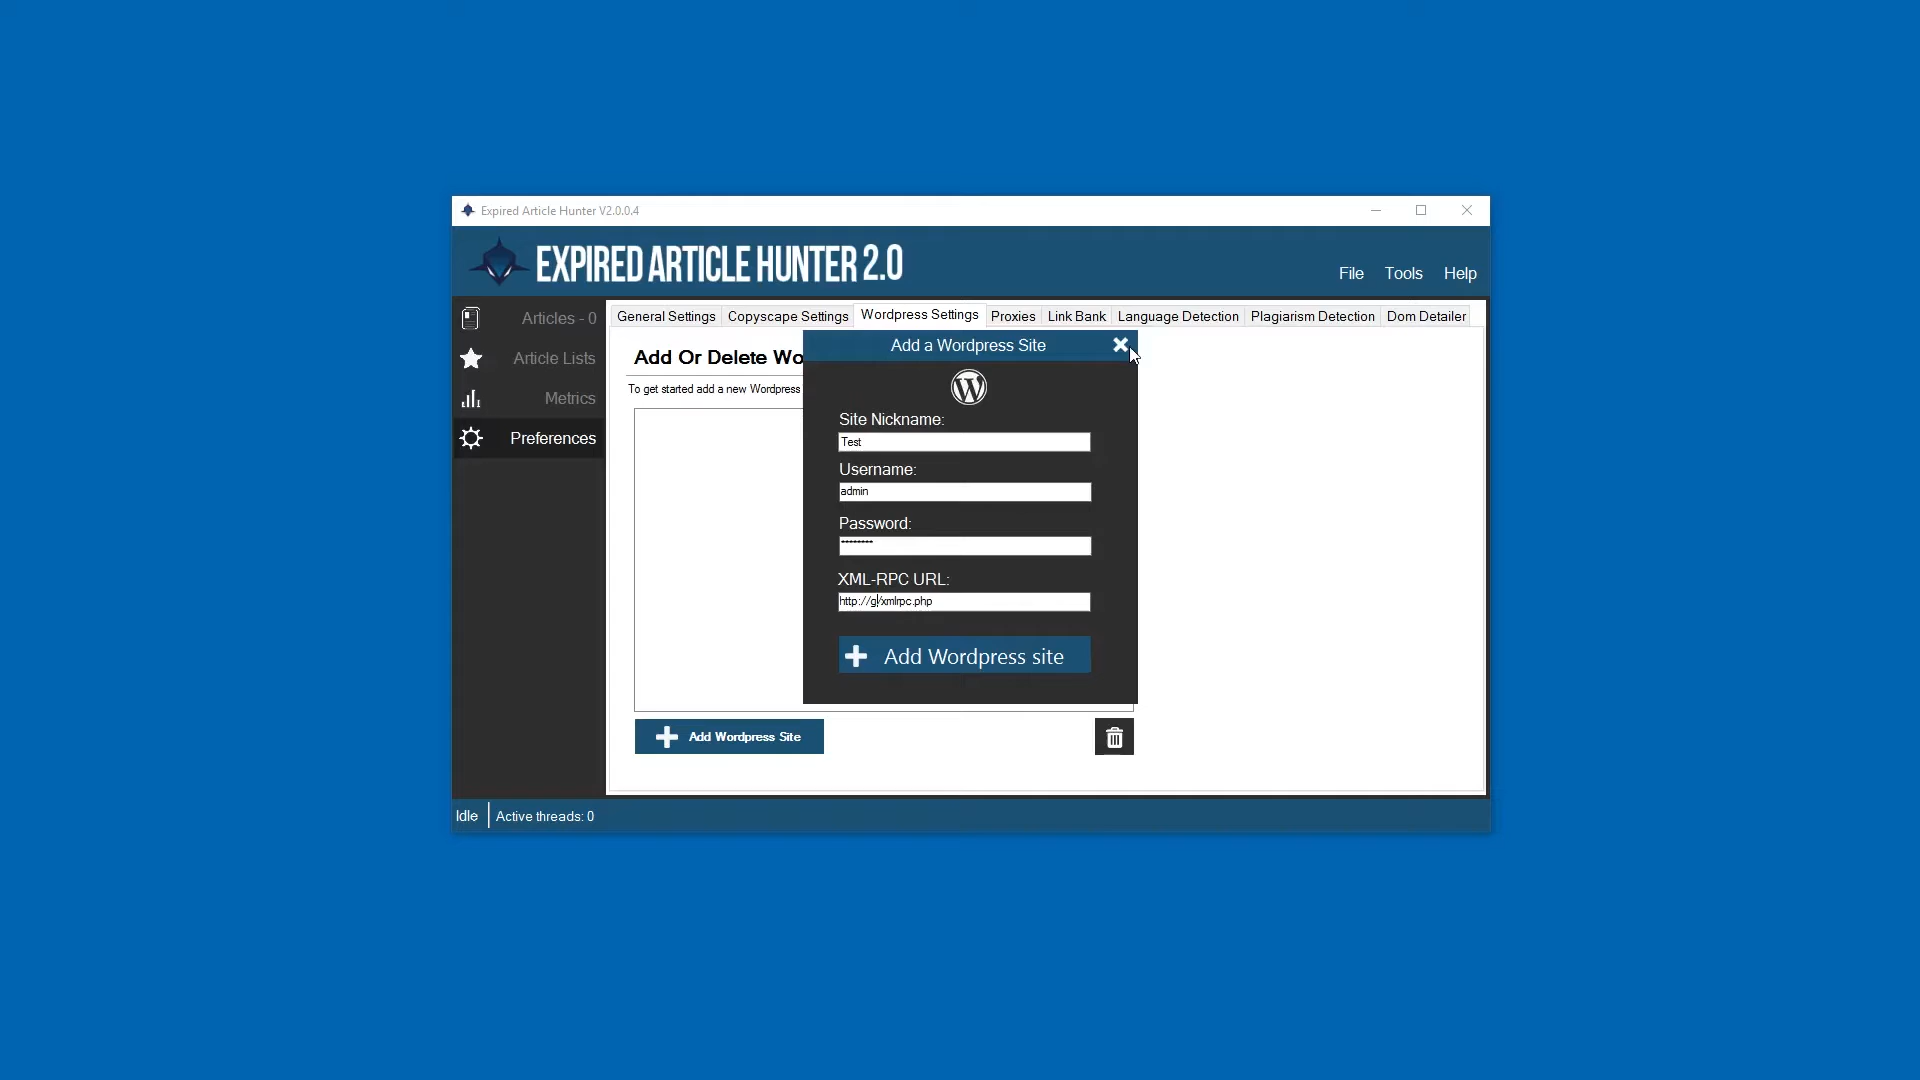 Expired Article Hunter V2.0.0.4
EXPIRED ARTICLE HUNTER 2.0
File Tools Help
Articles - 0
Article Lists
Metrics
Preferences
General Settings Copyscape Settings Wordpress Settings Proxies Link Bank Language Detection Plagiarism Detection Dom Detailer
Add Or Delete Wo
To get started add a new Wordpress
Add a Wordpress Site
Site Nickname:
Test
Username:
admin
Password:
********
XML-RPC URL:
http://g/xmlrpc.php
Add Wordpress site
Add Wordpress Site
Idle Active threads: 0